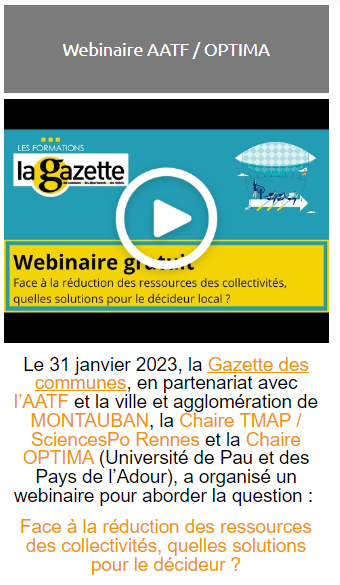 Webinaire AATF / OPTIMA
LES FORMATIONS
la gazette
Webinaire gratuit
Face à la réduction des ressources des collectivités,
quelles solutions pour le décideur local ?
Le 31 janvier 2023, la Gazette des
communes, en partenariat avec
l’AATF et la ville et agglomération de
MONTAUBAN, la Chaire TMAP /
SciencesPo Rennes et la Chaire
OPTIMA (Université de Pau et des
Pays de l’Adour), a organisé un
webinaire pour aborder la question :
Face à la réduction des ressources
des collectivités, quelles solutions
pour le décideur ?